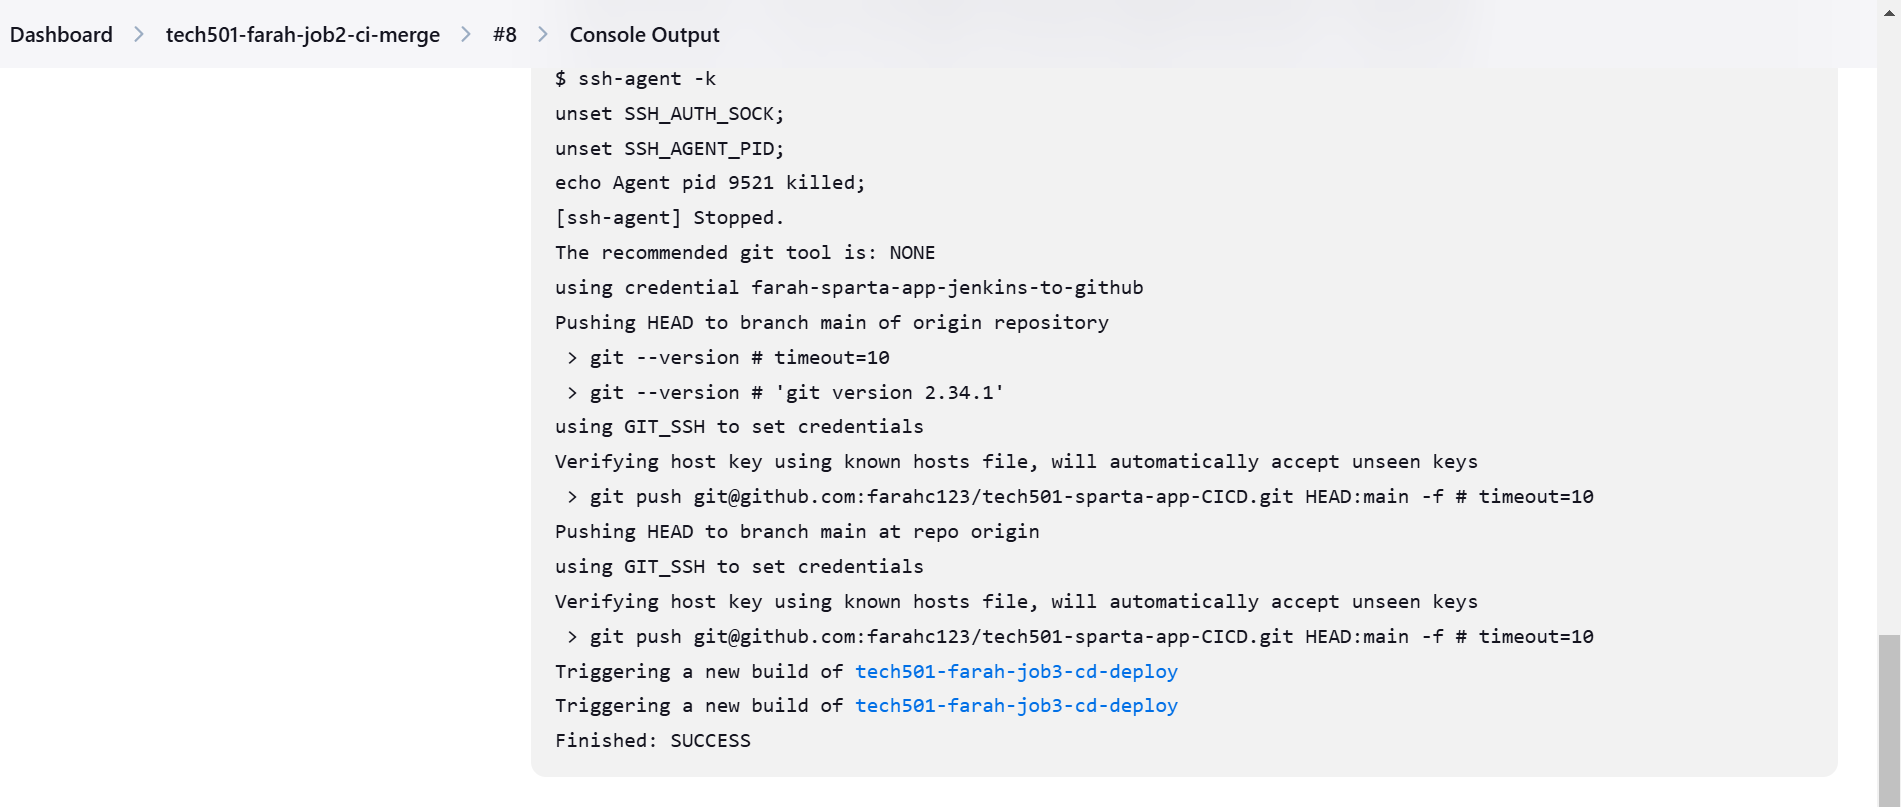 Dashboard > tech501-farah-job2-ci-merge > #8 > Console Output
$ ssh-agent -k
unset SSH_AUTH_SOCK;
unset SSH_AGENT_PID;
echo Agent pid 9521 killed;
[ssh-agent] Stopped.
The recommended git tool is: NONE
using credential farah-sparta-app-jenkins-to-github
Pushing HEAD to branch main of origin repository
 > git --version # timeout=10
 > git --version # 'git version 2.34.1'
using GIT_SSH to set credentials
Verifying host key using known hosts file, will automatically accept unseen keys
 > git push git@github.com:farahc123/tech501-sparta-app-CICD.git HEAD:main -f # timeout=10
Pushing HEAD to branch main at repo origin
using GIT_SSH to set credentials
Verifying host key using known hosts file, will automatically accept unseen keys
 > git push git@github.com:farahc123/tech501-sparta-app-CICD.git HEAD:main -f # timeout=10
Triggering a new build of tech501-farah-job3-cd-deploy
Triggering a new build of tech501-farah-job3-cd-deploy
Finished: SUCCESS